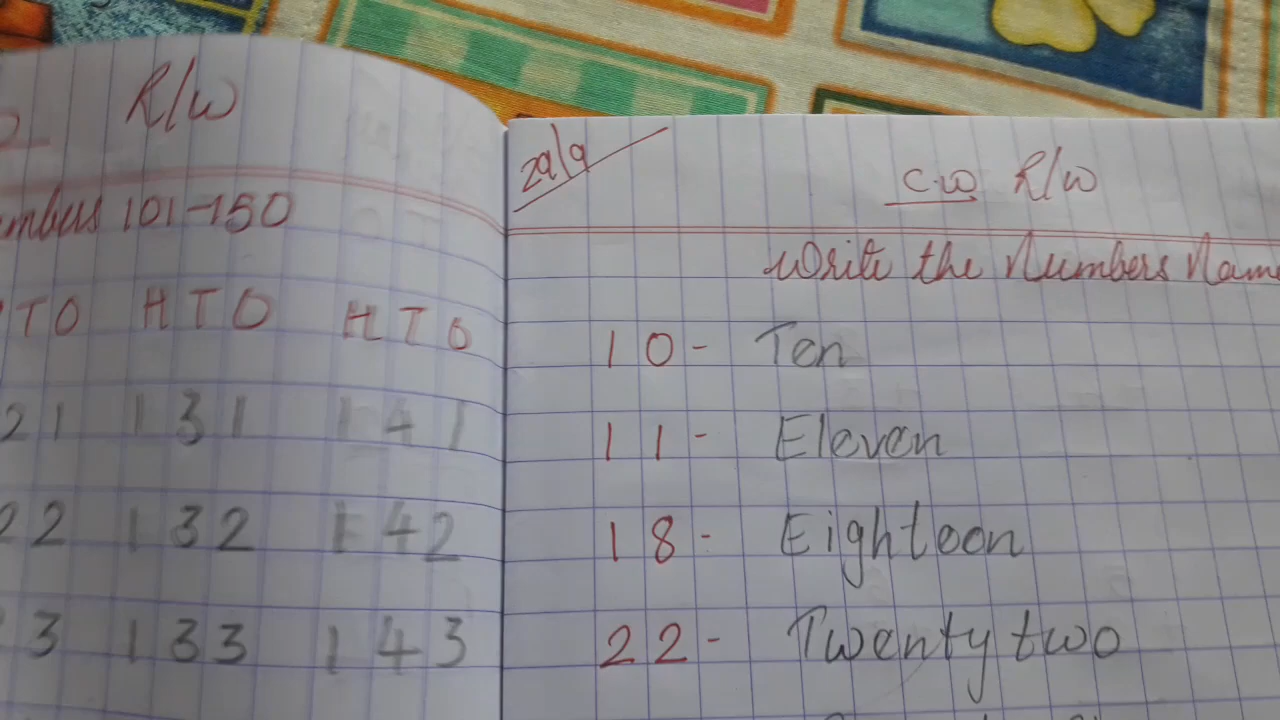 R/W
101-150
TO HTO HTO
21 131 141
22 132 142
3 133 143
29/9
C.W R/W
Write the Numbers Name
10- Ten
11- Eleven
18- Eighteen
22- Twenty two